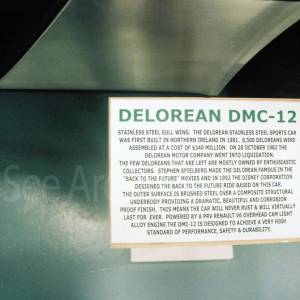 DELOREAN DMC-12
STAINLESS STEEL GULL WING. THE DELOREAN STAINLESS STEEL SPORTS CAR
WAS FIRST BUILT IN NORTHERN IRELAND IN 1981. 8,500 DELOREANS WERE
ASSEMBLED AT A COST OF $340 MILLION. ON 28 OCTOBER 1982 THE
DELOREAN MOTOR COMPANY WENT INTO LIQUIDATION.
THE FEW DELOREANS THAT ARE LEFT ARE MOSTLY OWNED BY ENTHUSIASTIC
COLLECTORS. STEPHEN SPIELBERG MADE THE DELOREAN FAMOUS IN THE
"BACK TO THE FUTURE" MOVIES AND IN 1992 THE DISNEY CORPORATION
DESIGNED THE BACK TO THE FUTURE RIDE BASED ON THIS CAR.
THE OUTER SURFACE IS BRUSHED STEEL OVER A COMPOSITE STRUCTURAL
UNDERBODY PROVIDING A DRAMATIC, BEAUTIFUL AND CORROSION
PROOF FINISH. THIS MEANS THE CAR WILL NEVER RUST & WILL VIRTUALLY
LAST FOR EVER. POWERED BY A PRV RENAULT V6 OVERHEAD CAM LIGHT
ALLOY ENGINE THE DMC-12 IS DESIGNED TO ACHIEVE A VERY HIGH
STANDARD OF PERFORMANCE, SAFETY & DURABILITY.
See